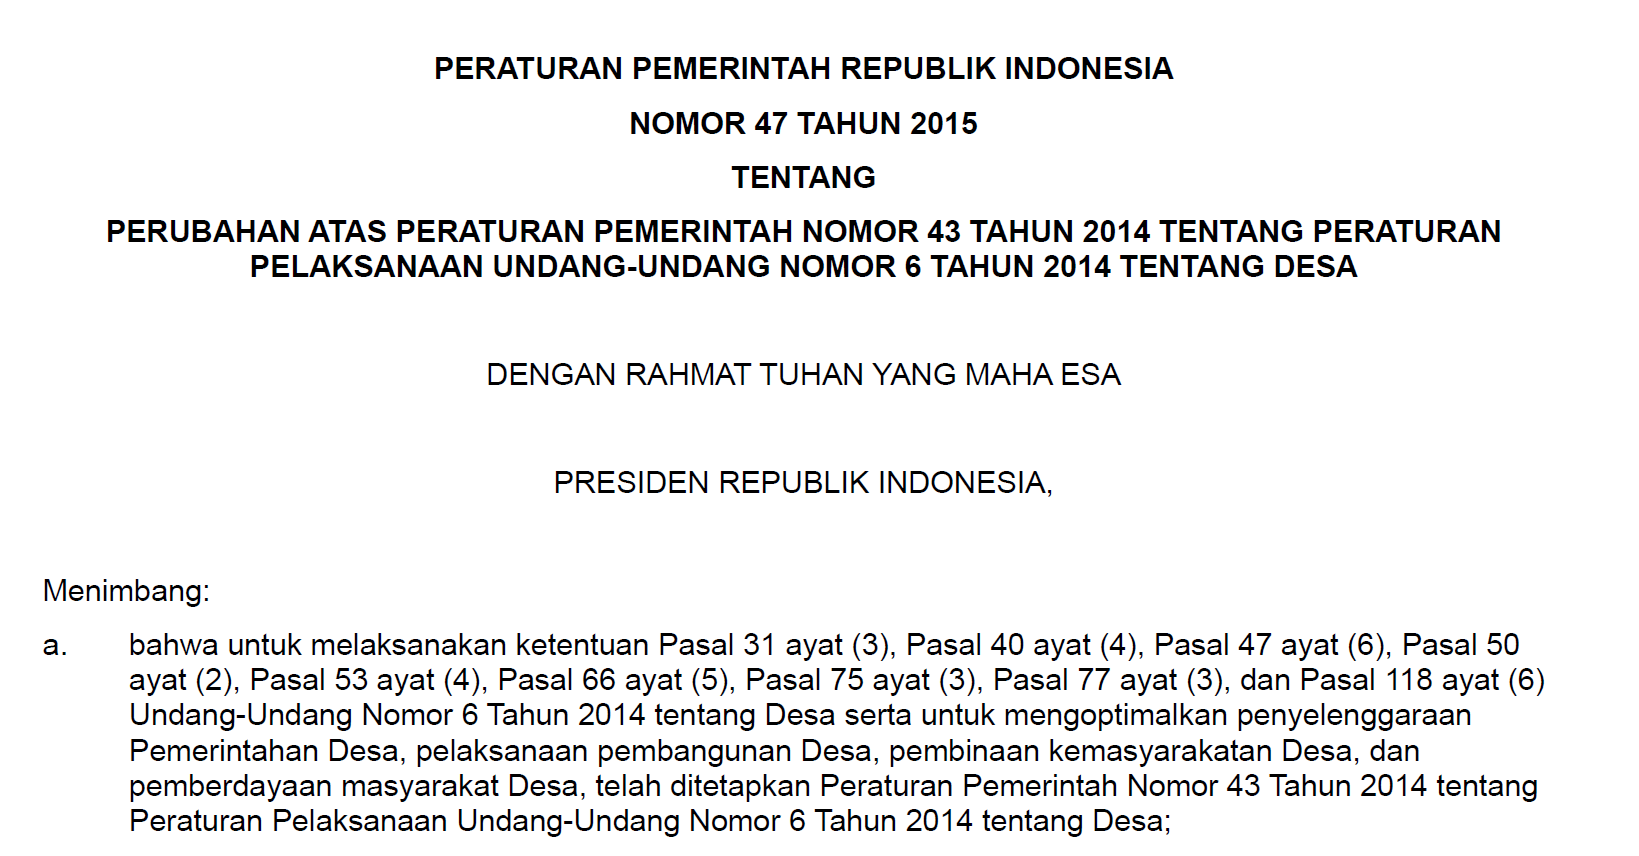 PERATURAN PEMERINTAH REPUBLIK INDONESIA
NOMOR 47 TAHUN 2015
TENTANG
PERUBAHAN ATAS PERATURAN PEMERINTAH NOMOR 43 TAHUN 2014 TENTANG PERATURAN
PELAKSANAAN UNDANG-UNDANG NOMOR 6 TAHUN 2014 TENTANG DESA
DENGAN RAHMAT TUHAN YANG MAHA ESA
PRESIDEN REPUBLIK INDONESIA,
Menimbang:
a. bahwa untuk melaksanakan ketentuan Pasal 31 ayat (3), Pasal 40 ayat (4), Pasal 47 ayat (6), Pasal 50
ayat (2), Pasal 53 ayat (4), Pasal 66 ayat (5), Pasal 75 ayat (3), Pasal 77 ayat (3), dan Pasal 118 ayat (6)
Undang-Undang Nomor 6 Tahun 2014 tentang Desa serta untuk mengoptimalkan penyelenggaraan
Pemerintahan Desa, pelaksanaan pembangunan Desa, pembinaan kemasyarakatan Desa, dan
pemberdayaan masyarakat Desa, telah ditetapkan Peraturan Pemerintah Nomor 43 Tahun 2014 tentang
Peraturan Pelaksanaan Undang-Undang Nomor 6 Tahun 2014 tentang Desa;